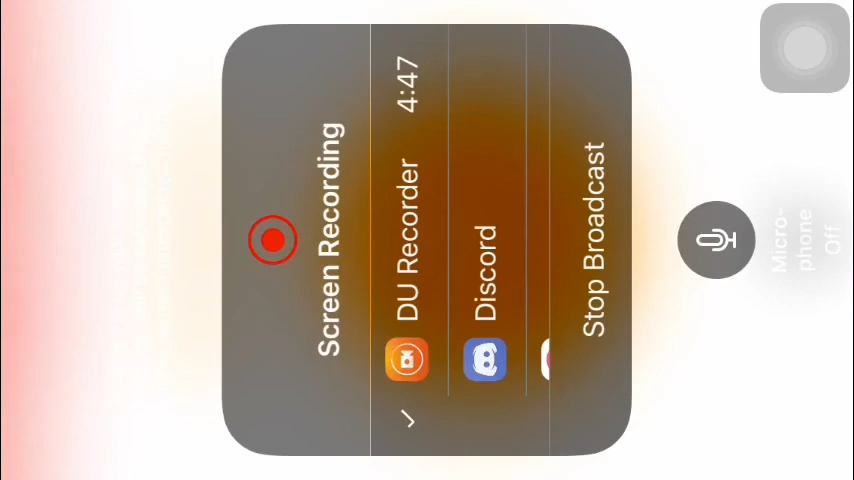 Screen Recording
DU Recorder 4:47
Discord
Stop Broadcast
Micro-
phone
Off